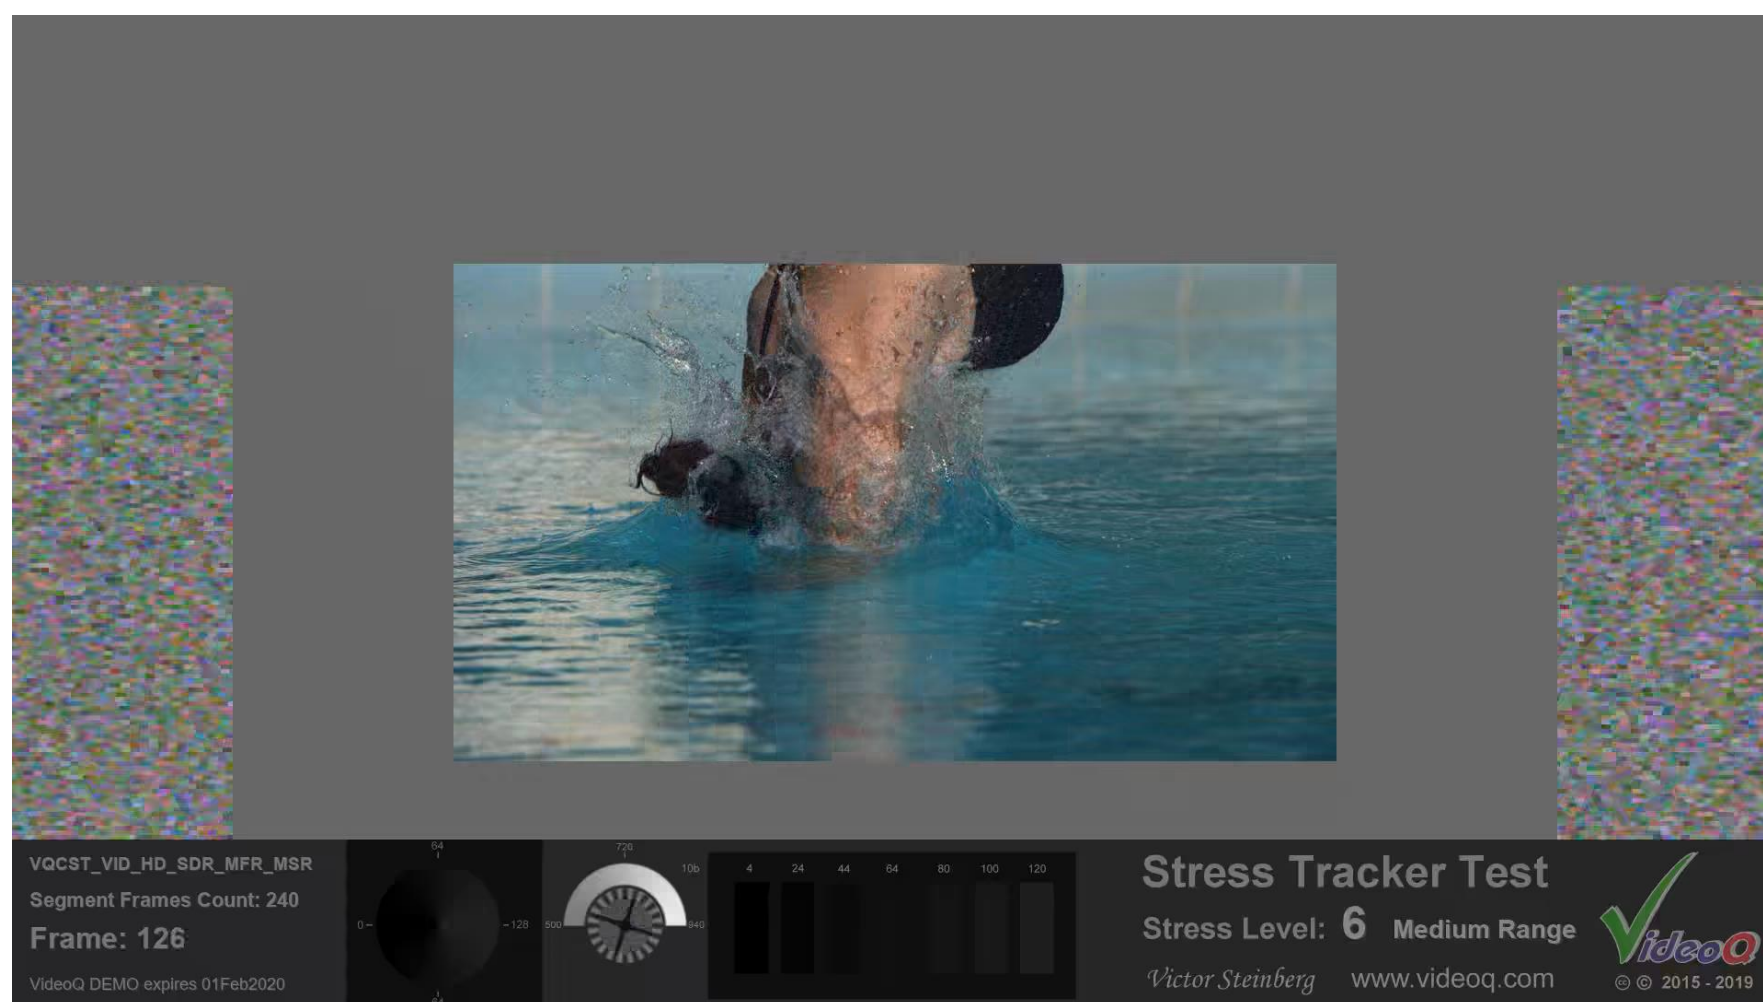 VQCST_VID_HD_SDR_MFR_MSR
Segment Frames Count: 240
Frame: 126
VideoQ DEMO expires 01Feb2020
64
0
128
64
720
10b
500
940
4 24 44 64 80 100 120
Stress Tracker Test
Stress Level: 6 Medium Range
Victor Steinberg www.videoq.com
VideoQ
© 2015 - 2019